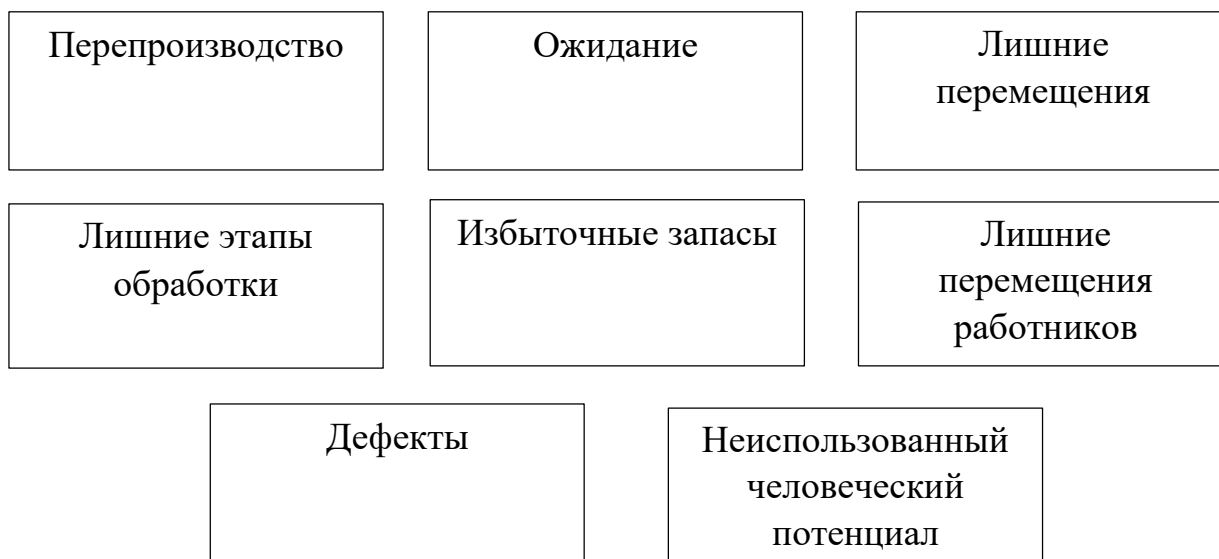 Перепроизводство
Ожидание
Лишние
перемещения
Лишние этапы
обработки
Избыточные запасы
Лишние
перемещения
работников
Дефекты
Неиспользованный
человеческий
потенциал